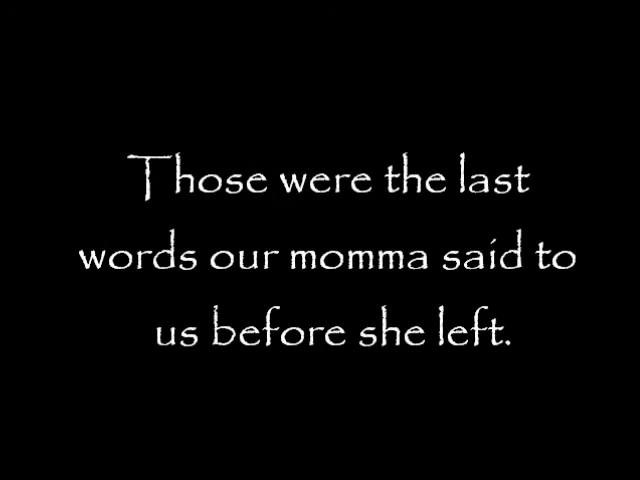 Those were the last
words our momma said to
us before she left.